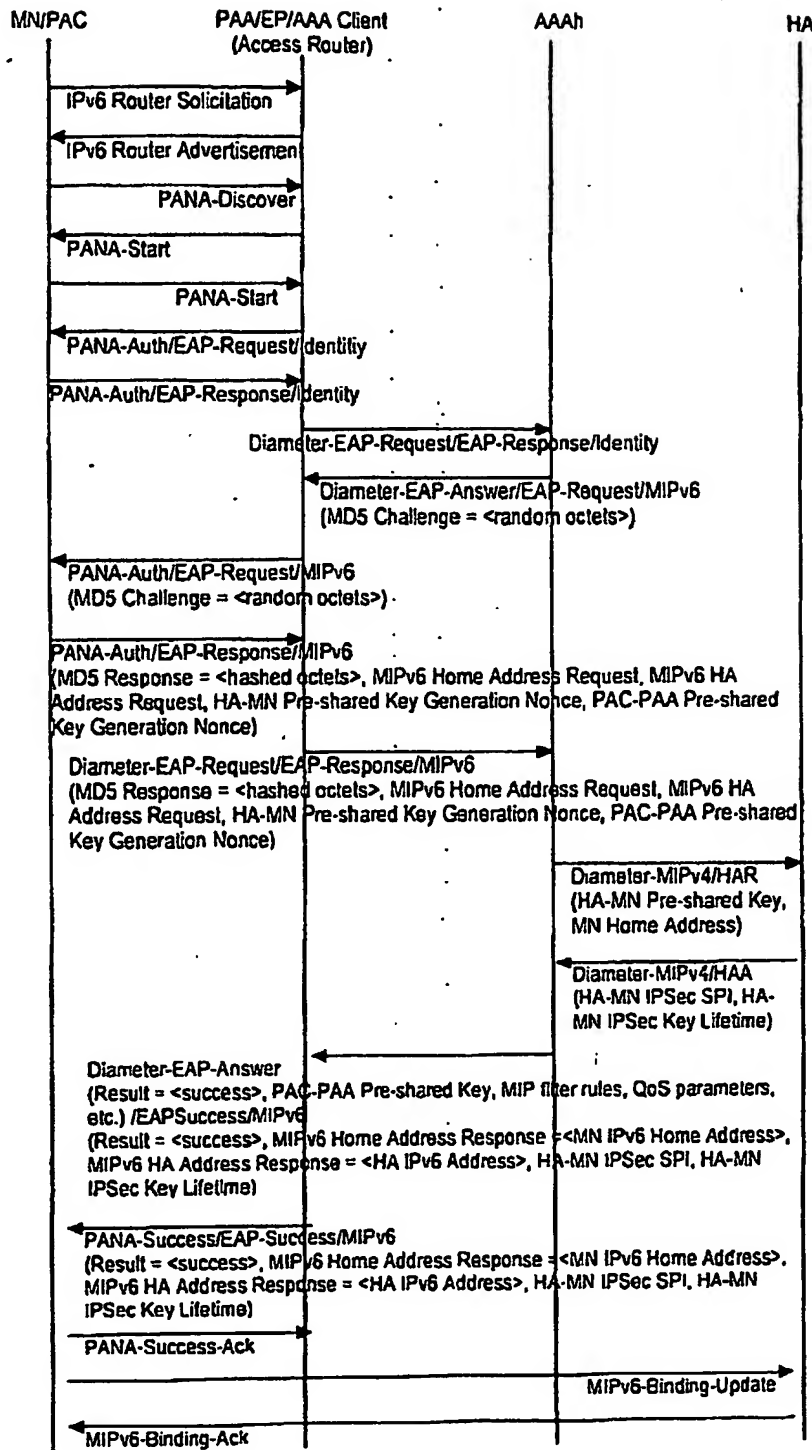 MN/PAC
PAA/EP/AAA Client
(Access Router)
AAAh
HA
IPv6 Router Solicitation
IPv6 Router Advertisemen
PANA-Discover
PANA-Start
PANA-Start
PANA-Auth/EAP-Request/Identitiy
PANA-Auth/EAP-Response/Identity
Diameter-EAP-Request/EAP-Response/Identity
Diameter-EAP-Answer/EAP-Request/MIPv6
(MD5 Challenge = <random octets>)
PANA-Auth/EAP-Request/MIPv6
(MD5 Challenge = <random octets>)
PANA-Auth/EAP-Response/MIPv6
(MD5 Response = <hashed octets>, MIPv6 Home Address Request, MIPv6 HA
Address Request, HA-MN Pre-shared Key Generation Nonce, PAC-PAA Pre-shared
Key Generation Nonce)
Diameter-EAP-Request/EAP-Response/MIPv6
(MD5 Response = <hashed octets>, MIPv6 Home Address Request, MIPv6 HA
Address Request, HA-MN Pre-shared Key Generation Nonce, PAC-PAA Pre-shared
Key Generation Nonce)
Diameter-MIPv4/HAR
(HA-MN Pre-shared Key,
MN Home Address)
Diameter-MIPv4/HAA
(HA-MN IPSec SPI, HA-
MN IPSec Key Lifetime)
Diameter-EAP-Answer
(Result = <success>, PAC-PAA Pre-shared Key, MIP filter rules, QoS parameters,
etc.) /EAPSuccess/MIPv6
(Result = <success>, MIPv6 Home Address Response =<MN IPv6 Home Address>,
MIPv6 HA Address Response = <HA IPv6 Address>, HA-MN IPSec SPI, HA-MN
IPSec Key Lifetime)
PANA-Success/EAP-Success/MIPv6
(Result = <success>, MIPv6 Home Address Response =<MN IPv6 Home Address>,
MIPv6 HA Address Response = <HA IPv6 Address>, HA-MN IPSec SPI, HA-MN
IPSec Key Lifetime)
PANA-Success-Ack
MIPv6-Binding-Update
MIPv6-Binding-Ack